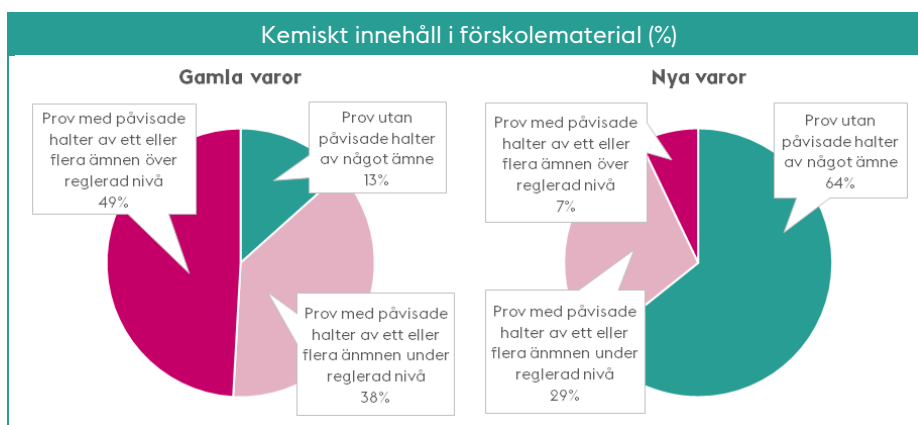 Kemiskt innehåll i förskolematerial (%)
Gamla varor
Prov med påvisade
halter av ett eller
flera ämnen över
reglerad nivå
49%
Prov utan
påvisade halter
av något ämne
13%
Prov med påvisade
halter av ett eller
flera änmnen under
reglerad nivå
38%
Nya varor
Prov med påvisade
halter av ett eller
flera ämnen över
reglerad nivå
7%
Prov utan
påvisade halter
av något ämne
64%
Prov med påvisade
halter av ett eller
flera änmnen under
reglerad nivå
29%